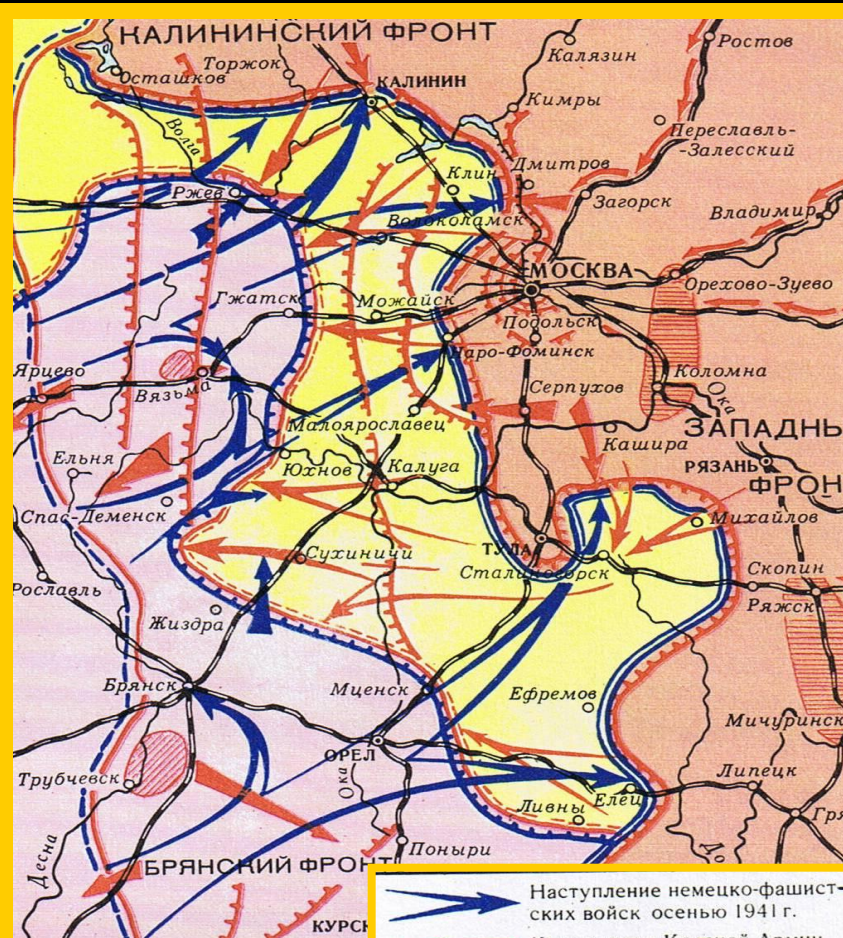 КАЛИНИНСКИЙ ФРОНТ
Торжок
Осташков
Калязин
Ростов
КАЛИНИН
Кимры
Волга
Переславль-
-Залесский
Клин
Дмитров
Ржев
Загорск
Волоколамск
Владимир
МОСКВА
Орехово-Зуево
Гжатск
Можайск
Подольск
Наро-Фоминск
Ярцево
Вязьма
Серпухов
Коломна
Ока
Малоярославец
ЗАПАДНЬ
Кашира
Ельня
Юхнов
Калуга
РЯЗАНЬ
ФРОН
Спас-Деменск
Михайлов
Сухиничи
ТУЛА
Сталиногорск
Скопин
Рославль
Ряжск
Жиздра
Брянск
Мценск
Ефремов
Мичуринск
ОРЕЛ
Трубчевск
Ока
Липецк
Ливны
Елец
Гря
Десна
До
Поныри
БРЯНСКИЙ ФРОНТ
КУРСК
Наступление немецко-фашист-
ских войск осенью 1941 г.